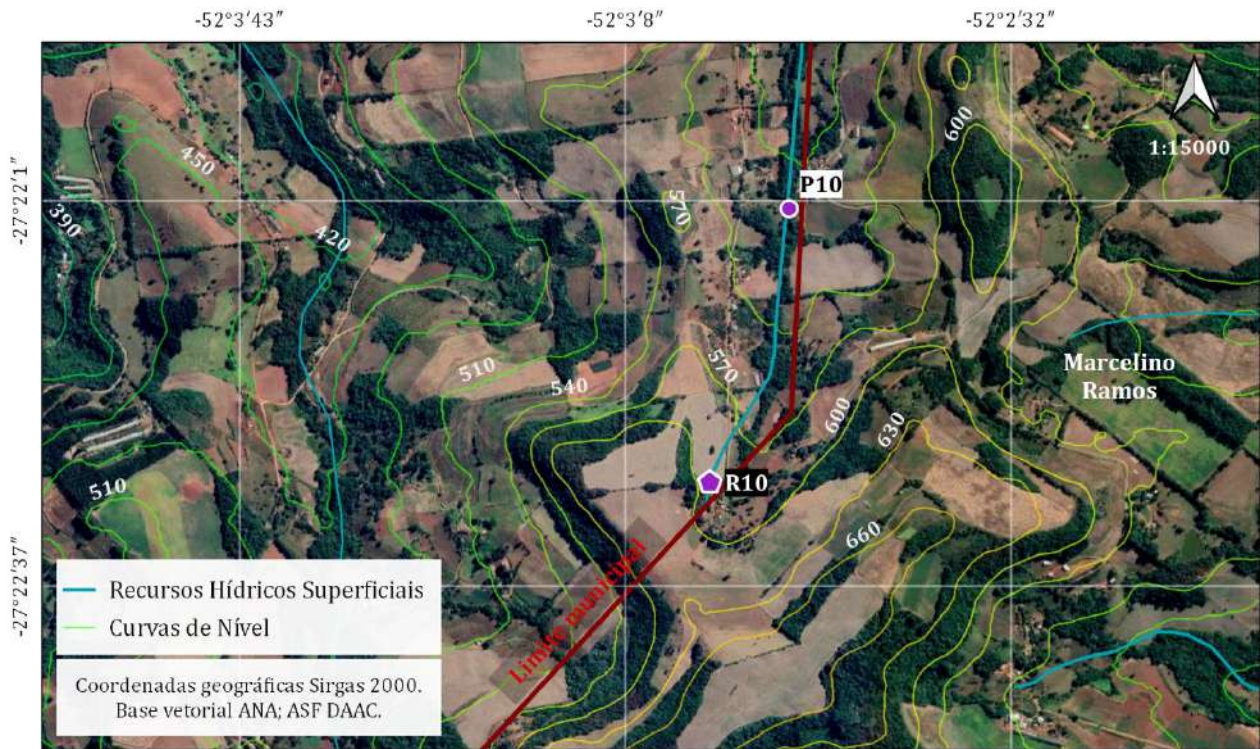 -52°3′43″
-52°3′8″
-52°2′32″
600
1:15000
450
-27°22′1″
P10
390
570
420
570
Marcelino
Ramos
510
540
600
630
R10
510
660
Limite municipal
-27°22′37″
Recursos Hídricos Superficiais
Curvas de Nível
Coordenadas geográficas Sirgas 2000.
Base vetorial ANA; ASF DAAC.